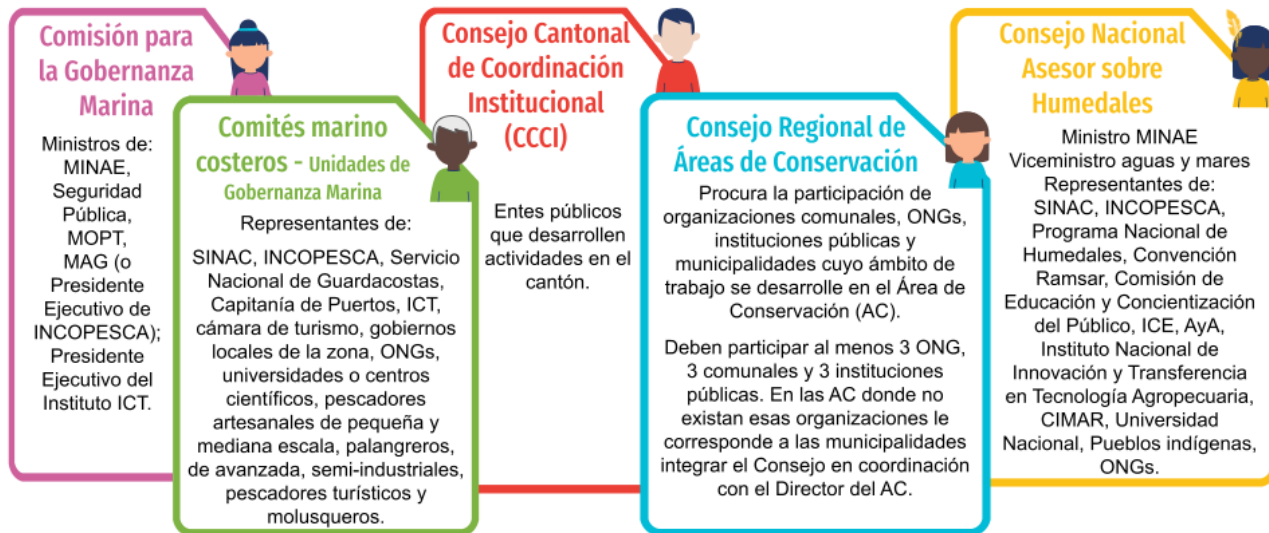 Comisión para
la Gobernanza
Marina
Ministros de:
MINAE,
Seguridad
Pública,
MOPT,
MAG (o
Presidente
Ejecutivo de
INCOPESCA);
Presidente
Ejecutivo del
Instituto ICT.
Comités marino
costeros - Unidades de
Gobernanza Marina
Representantes de:
SINAC, INCOPESCA, Servicio
Nacional de Guardacostas,
Capitanía de Puertos, ICT,
cámara de turismo, gobiernos
locales de la zona, ONGs,
universidades o centros
científicos, pescadores
artesanales de pequeña y
mediana escala, palangreros,
de avanzada, semi-industriales,
pescadores turísticos y
molusqueros.
Consejo Cantonal
de Coordinación
Institucional
(CCCI)
Entes públicos
que desarrollen
actividades en el
cantón.
Consejo Regional de
Áreas de Conservación
Procura la participación de
organizaciones comunales, ONGs,
instituciones públicas y
municipalidades cuyo ámbito de
trabajo se desarrolle en el Área de
Conservación (AC).
Deben participar al menos 3 ONG,
3 comunales y 3 instituciones
públicas. En las AC donde no
existan esas organizaciones le
corresponde a las municipalidades
integrar el Consejo en coordinación
con el Director del AC.
Consejo Nacional
Asesor sobre
Humedales
Ministro MINAE
Viceministro aguas y mares
Representantes de:
SINAC, INCOPESCA,
Programa Nacional de
Humedales, Convención
Ramsar, Comisión de
Educación y Concientización
del Público, ICE, AyA,
Instituto Nacional de
Innovación y Transferencia
en Tecnología Agropecuaria,
CIMAR, Universidad
Nacional, Pueblos indígenas,
ONGs.